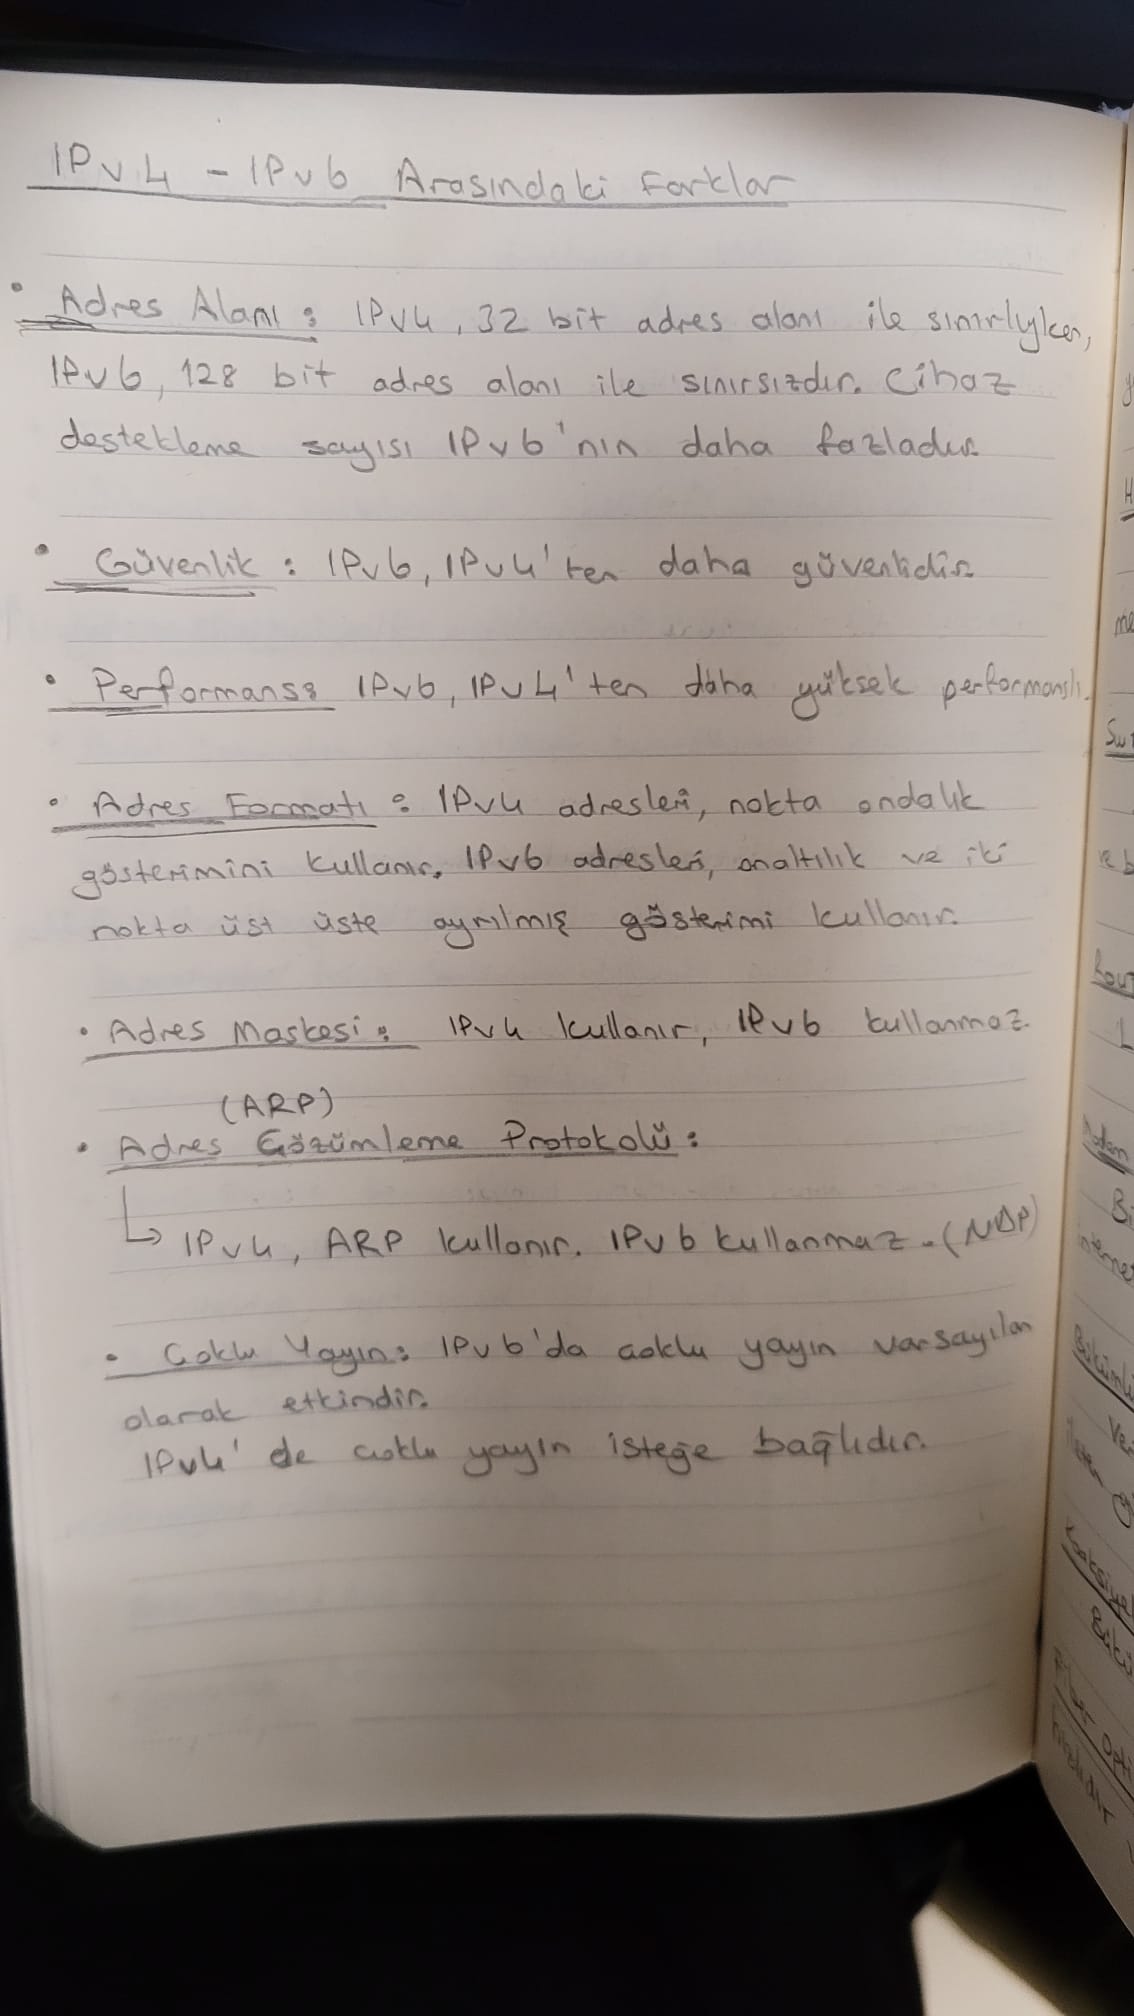 IPv4 - IPv6 Arasındaki Farklar
• Adres Alanı: IPv4, 32 bit adres alanı ile sınırlıyken,
IPv6, 128 bit adres alanı ile sınırsızdır. Cihaz
destekleme sayısı IPv6'nın daha fazladır.
• Güvenlik: IPv6, IPv4'ten daha güvenlidir.
• Performans: IPv6, IPv4'ten daha yüksek performanslı.
• Adres Formatı: IPv4 adresleri, nokta ondalık
gösterimini kullanır. IPv6 adresleri, onaltılık ve iki
nokta üst üste ayrılmış gösterimi kullanır.
• Adres Maskesi: IPv4 kullanır, IPv6 kullanmaz.
(ARP)
• Adres Çözümleme Protokolü:
↳ IPv4, ARP kullanır. IPv6 kullanmaz. (NDP)
• Çoklu Yayın: IPv6'da çoklu yayın varsayılan
olarak etkindir.
IPv4'de çoklu yayın isteğe bağlıdır.